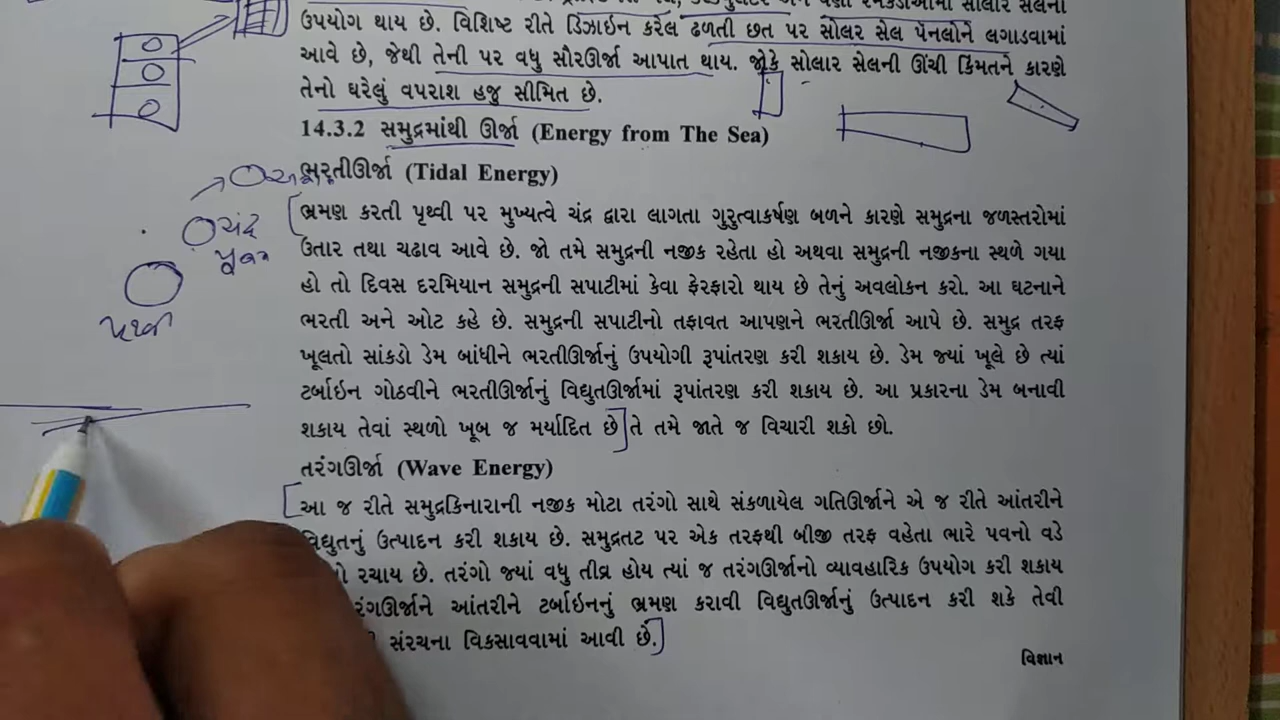 ઉપયોગ થાય છે. વિશિષ્ટ રીતે ડિઝાઇન કરેલ ઢળતી છત પર સોલર સેલ પૅનલોને લગાડવામાં
આવે છે, જેથી તેની પર વધુ સૌરઊર્જા આપાત થાય. જોકે સોલાર સેલની ઊંચી કિંમતને કારણે
તેનો ઘરેલું વપરાશ હજુ સીમિત છે.
14.3.2 સમુદ્રમાંથી ઊર્જા (Energy from The Sea)
ભરતીઊર્જા (Tidal Energy)
ભ્રમણ કરતી પૃથ્વી પર મુખ્યત્વે ચંદ્ર દ્વારા લાગતા ગુરુત્વાકર્ષણ બળને કારણે સમુદ્રના જળસ્તરોમાં
ચંદ્ર
ઉતાર તથા ચઢાવ આવે છે. જો તમે સમુદ્રની નજીક રહેતા હો અથવા સમુદ્રની નજીકના સ્થળે ગયા
હો તો દિવસ દરમિયાન સમુદ્રની સપાટીમાં કેવા ફેરફારો થાય છે તેનું અવલોકન કરો. આ ઘટનાને
પૃથ્વી
ભરતી અને ઓટ કહે છે. સમુદ્રની સપાટીનો તફાવત આપણને ભરતીઊર્જા આપે છે. સમુદ્ર તરફ
ખૂલતો સાંકડો ડેમ બાંધીને ભરતીઊર્જાનું ઉપયોગી રૂપાંતરણ કરી શકાય છે. ડેમ જ્યાં ખૂલે છે ત્યાં
ટર્બાઇન ગોઠવીને ભરતીઊર્જાનું વિદ્યુતઊર્જામાં રૂપાંતરણ કરી શકાય છે. આ પ્રકારના ડેમ બનાવી
શકાય તેવાં સ્થળો ખૂબ જ મર્યાદિત છે તે તમે જાતે જ વિચારી શકો છો.
તરંગઊર્જા (Wave Energy)
આ જ રીતે સમુદ્રકિનારાની નજીક મોટા તરંગો સાથે સંકળાયેલ ગતિઊર્જાને એ જ રીતે આંતરીને
વિદ્યુતનું ઉત્પાદન કરી શકાય છે. સમુદ્રતટ પર એક તરફથી બીજી તરફ વહેતા ભારે પવનો વડે
રચાય છે. તરંગો જ્યાં વધુ તીવ્ર હોય ત્યાં જ તરંગઊર્જાનો વ્યાવહારિક ઉપયોગ કરી શકાય
આંતરીને ટર્બાઇનનું ભ્રમણ કરાવી વિદ્યુતઊર્જાનું ઉત્પાદન કરી શકે તેવી
સંરચના વિકસાવવામાં આવી છે.
વિજ્ઞાન